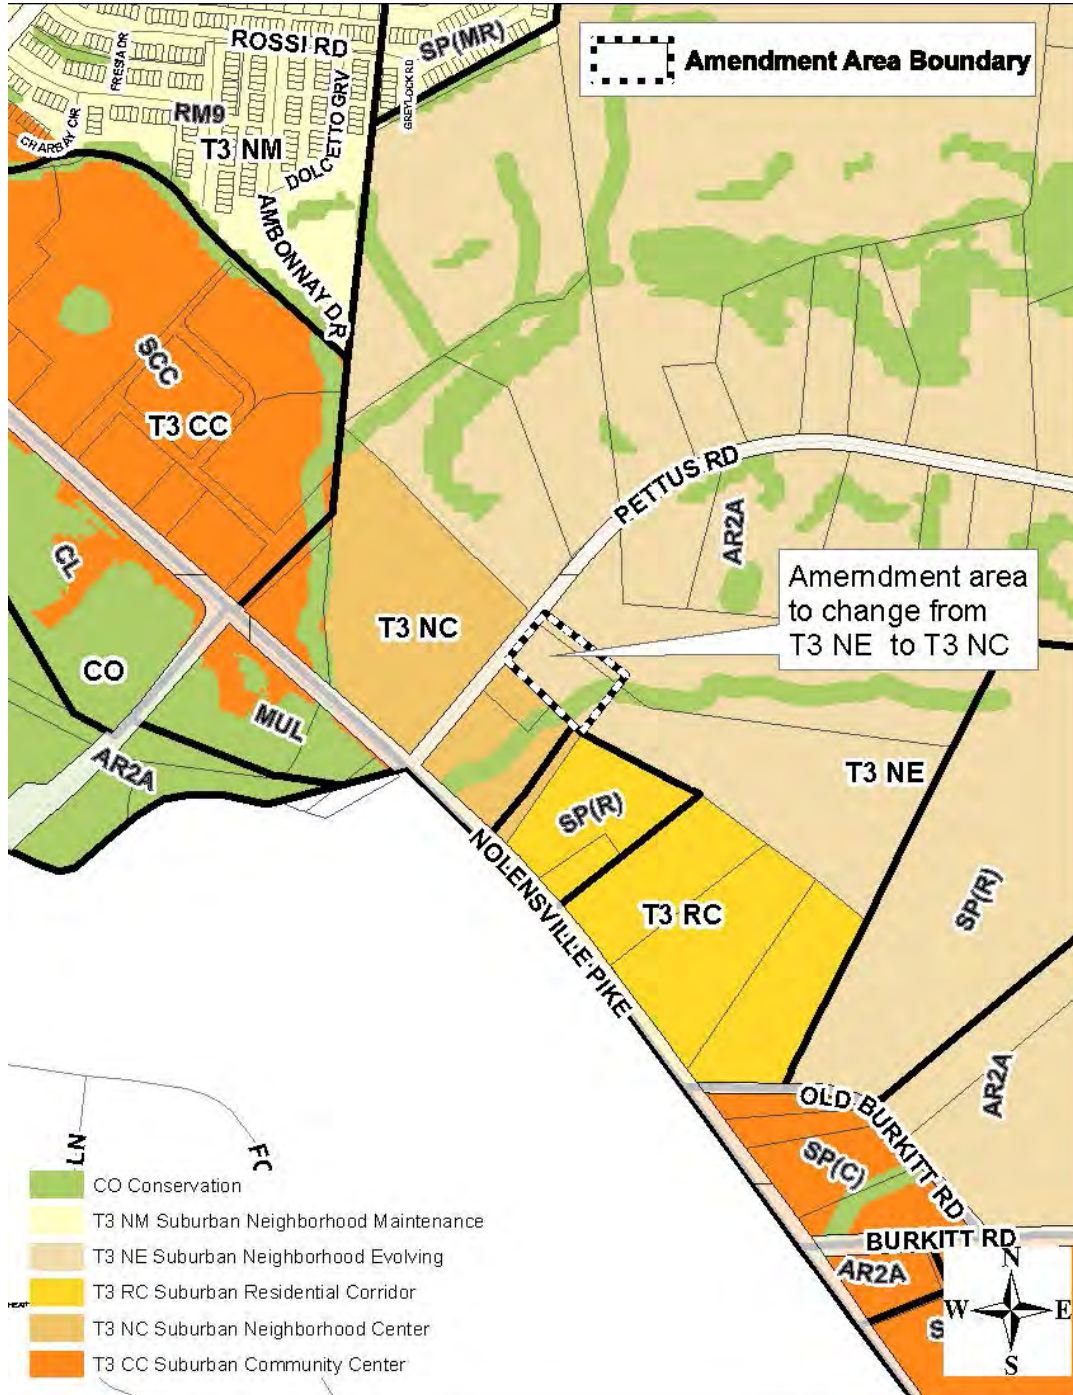 ROSSI RD
SP(MR)
FRESIA DR
GREYLOCK RD
Amendment Area Boundary
RM9
T3 NM
DOLCETTO GRV
CHARBAY CIR
AMBONNAY DR
SCC
T3 CC
PETTUS RD
AR2A
CL
Amemdment area
to change from
T3 NE to T3 NC
T3 NC
CO
MUL
AR2A
T3 NE
SP(R)
NOLENSVILLE PIKE
T3 RC
SP(R)
AR2A
OLD BURKITT RD
SP(C)
BURKITT RD
AR2A
LN
CO Conservation
T3 NM Suburban Neighborhood Maintenance
T3 NE Suburban Neighborhood Evolving
T3 RC Suburban Residential Corridor
T3 NC Suburban Neighborhood Center
T3 CC Suburban Community Center
N
W
E
S